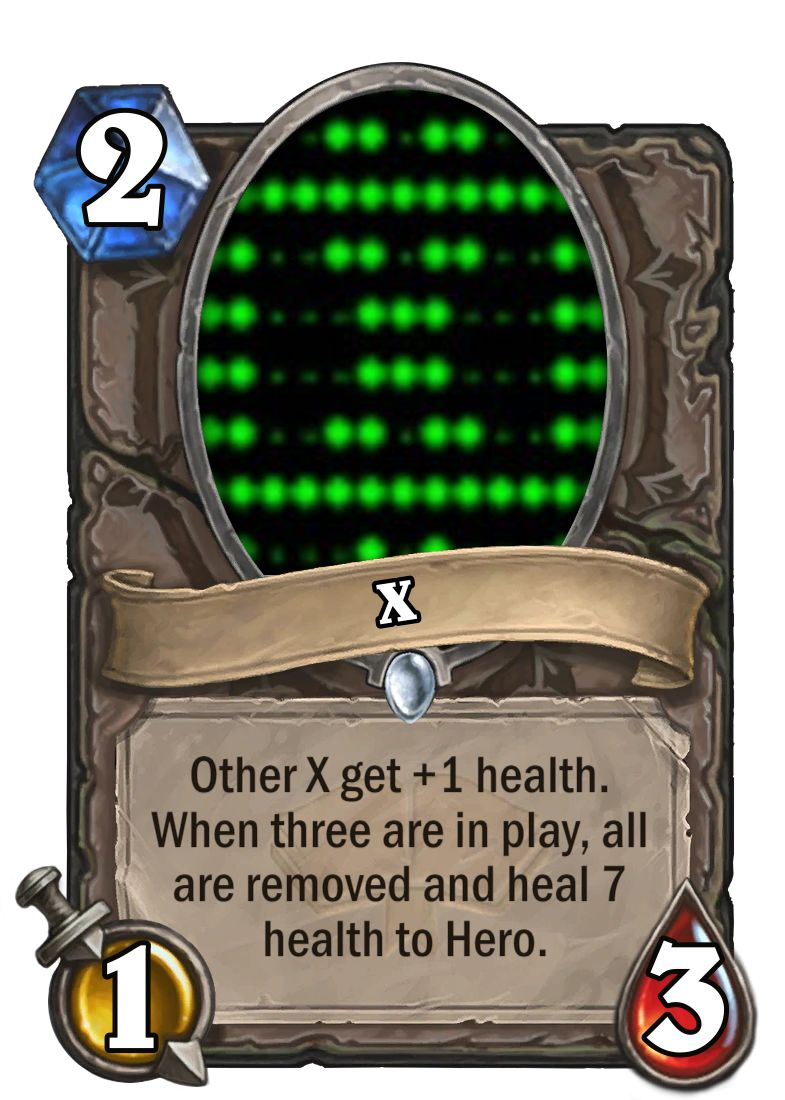 2
X
Other X get +1 health.
When three are in play, all
are removed and heal 7
health to Hero.
1
3